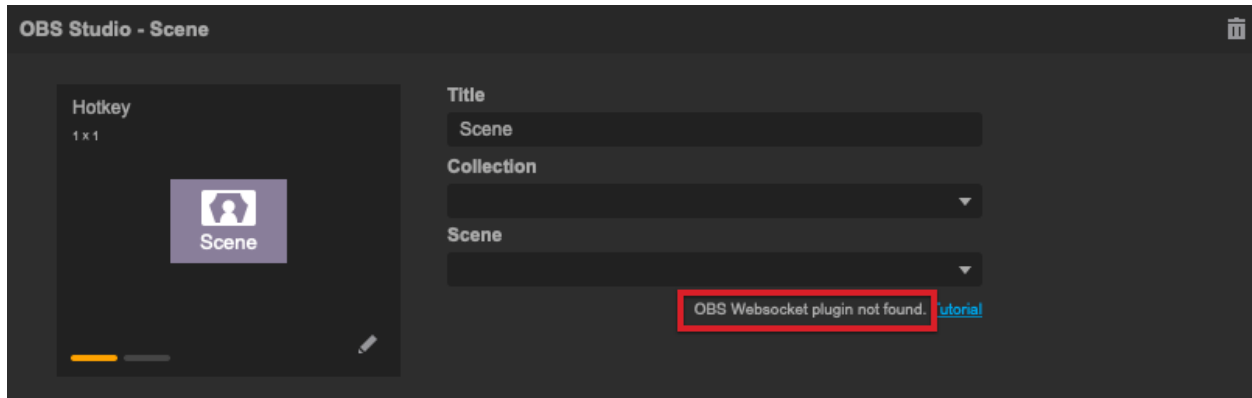 OBS Studio - Scene
Hotkey
1 x 1
Scene
Title
Scene
Collection
Scene
OBS Websocket plugin not found. Tutorial